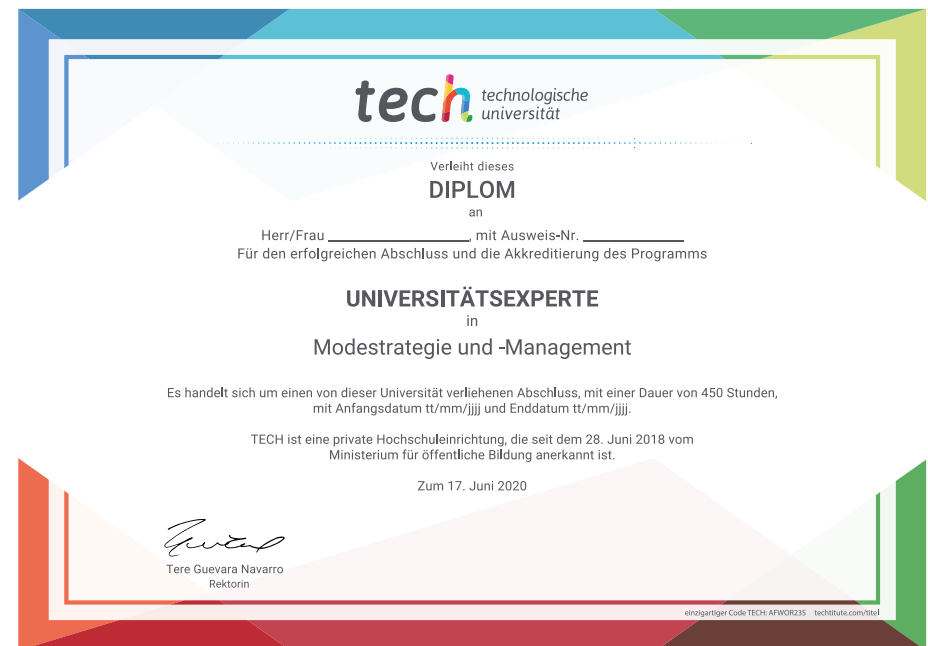 tech technologische
universität
Verleiht dieses
DIPLOM
an
Herr/Frau ________________, mit Ausweis-Nr. ____________
Für den erfolgreichen Abschluss und die Akkreditierung des Programms
UNIVERSITÄTSEXPERTE
in
Modestrategie und -Management
Es handelt sich um einen von dieser Universität verliehenen Abschluss, mit einer Dauer von 450 Stunden,
mit Anfangsdatum tt/mm/jjjj und Enddatum tt/mm/jjjj.
TECH ist eine private Hochschuleinrichtung, die seit dem 28. Juni 2018 vom
Ministerium für öffentliche Bildung anerkannt ist.
Zum 17. Juni 2020
Tere Guevara Navarro
Rektorin
einzigartiger Code TECH: AFWOR235 techtitute.com/titel